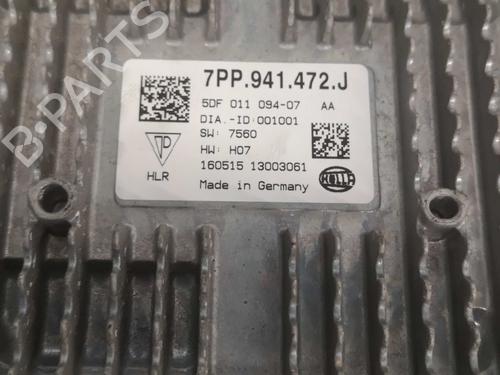 7PP.941.472.J
5DF 011 094-07 AA
DIA.-ID:001001
SW: 7560
HW: H07
160515 13003061
HLR
Made in Germany
HELLA
B-PARTS